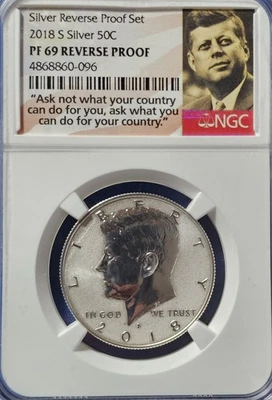 Silver Reverse Proof Set
2018 S Silver 50C
PF 69 REVERSE PROOF
4868860-096
"Ask not what your country
can do for you, ask what you
can do for your country."
NGC
LIBERTY
IN GOD WE TRUST
S
2018